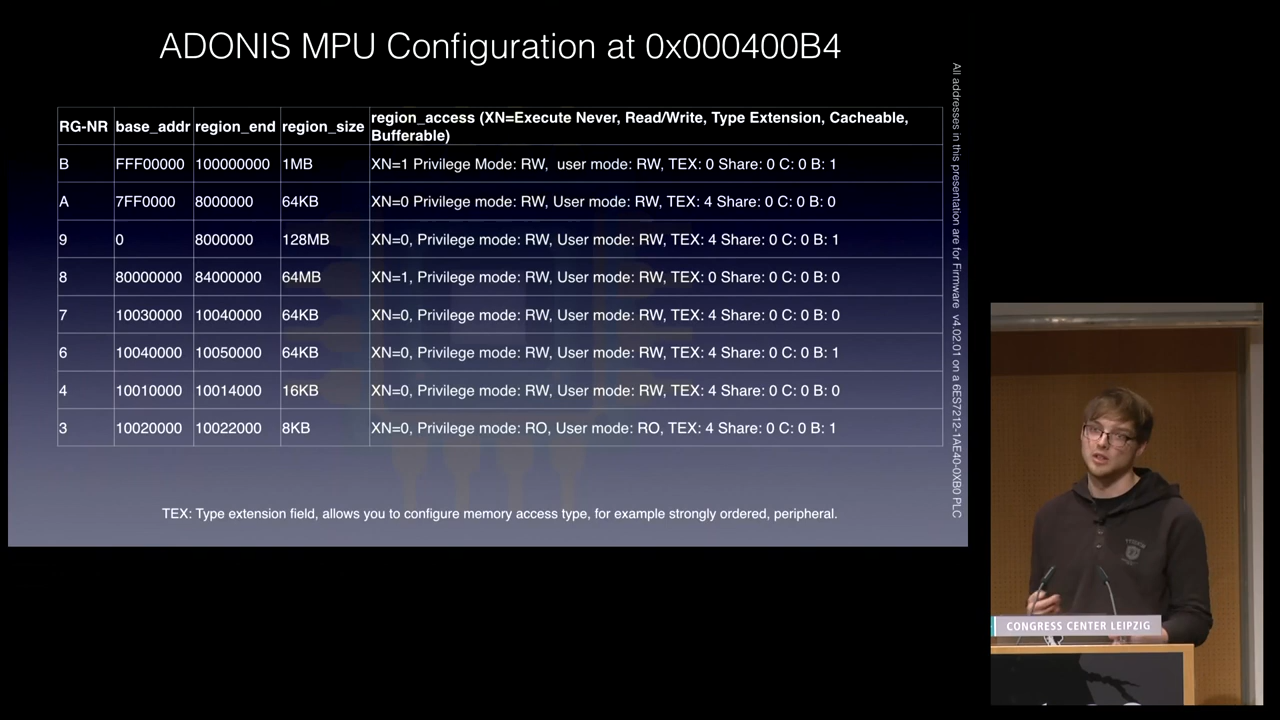 ADONIS MPU Configuration at 0x000400B4
RG-NR base_addr region_end region_size region_access (XN=Execute Never, Read/Write, Type Extension, Cacheable,
Bufferable)
B FFF00000 100000000 1MB XN=1 Privilege Mode: RW, user mode: RW, TEX: 0 Share: 0 C: 0 B: 1
A 7FF0000 8000000 64KB XN=0 Privilege mode: RW, User mode: RW, TEX: 4 Share: 0 C: 0 B: 0
9 0 8000000 128MB XN=0, Privilege mode: RW, User mode: RW, TEX: 4 Share: 0 C: 0 B: 1
8 80000000 84000000 64MB XN=1, Privilege mode: RW, User mode: RW, TEX: 0 Share: 0 C: 0 B: 0
7 10030000 10040000 64KB XN=0, Privilege mode: RW, User mode: RW, TEX: 4 Share: 0 C: 0 B: 0
6 10040000 10050000 64KB XN=0, Privilege mode: RW, User mode: RW, TEX: 4 Share: 0 C: 0 B: 1
4 10010000 10014000 16KB XN=0, Privilege mode: RW, User mode: RW, TEX: 4 Share: 0 C: 0 B: 0
3 10020000 10022000 8KB XN=0, Privilege mode: RO, User mode: RO, TEX: 4 Share: 0 C: 0 B: 1
TEX: Type extension field, allows you to configure memory access type, for example strongly ordered, peripheral.
All addresses in this presentation are for Firmware v4.02.01 on a 6ES7212-1AE40-0XB0 PLC
CONGRESS CENTER LEIPZIG